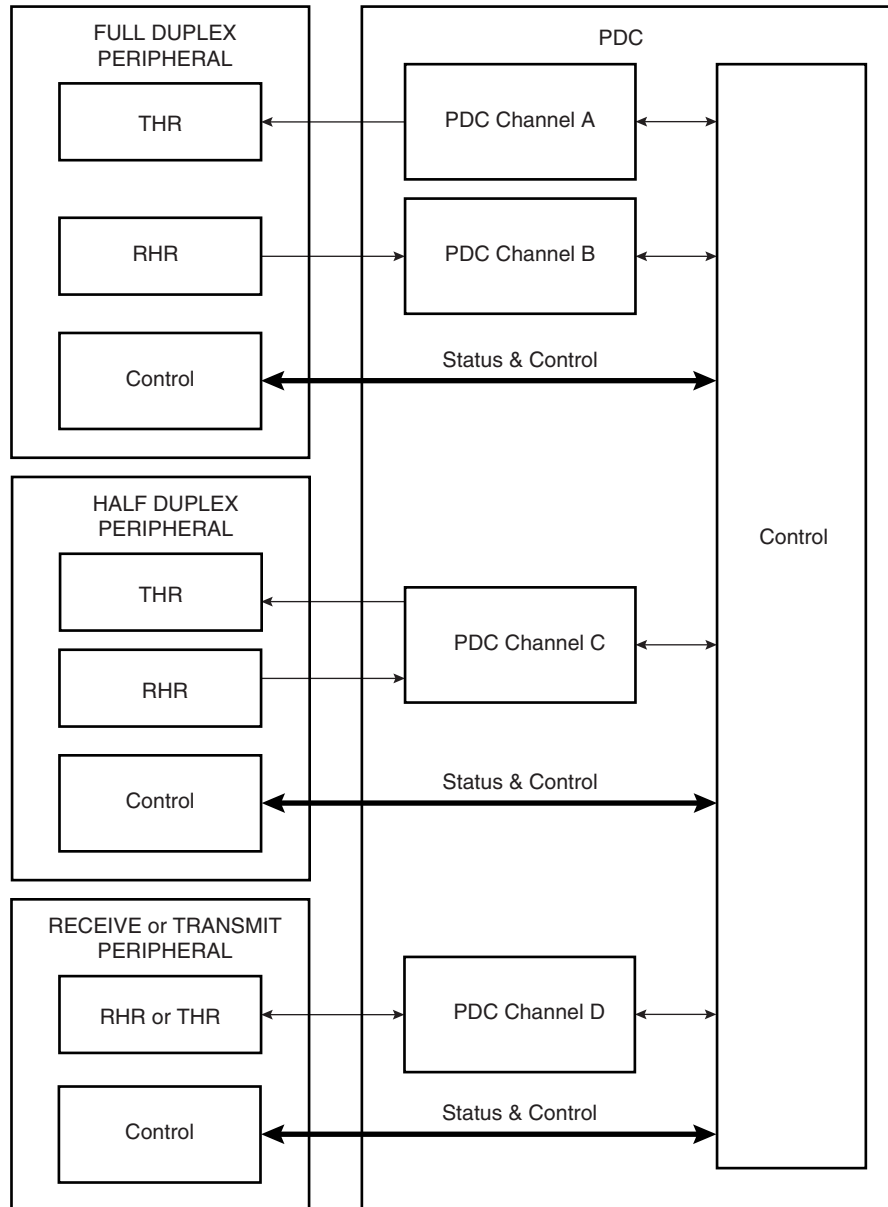 FULL DUPLEX
PERIPHERAL
THR
RHR
Control
PDC
PDC Channel A
PDC Channel B
Status & Control
HALF DUPLEX
PERIPHERAL
THR
RHR
Control
PDC Channel C
Status & Control
Control
RECEIVE or TRANSMIT
PERIPHERAL
RHR or THR
Control
PDC Channel D
Status & Control